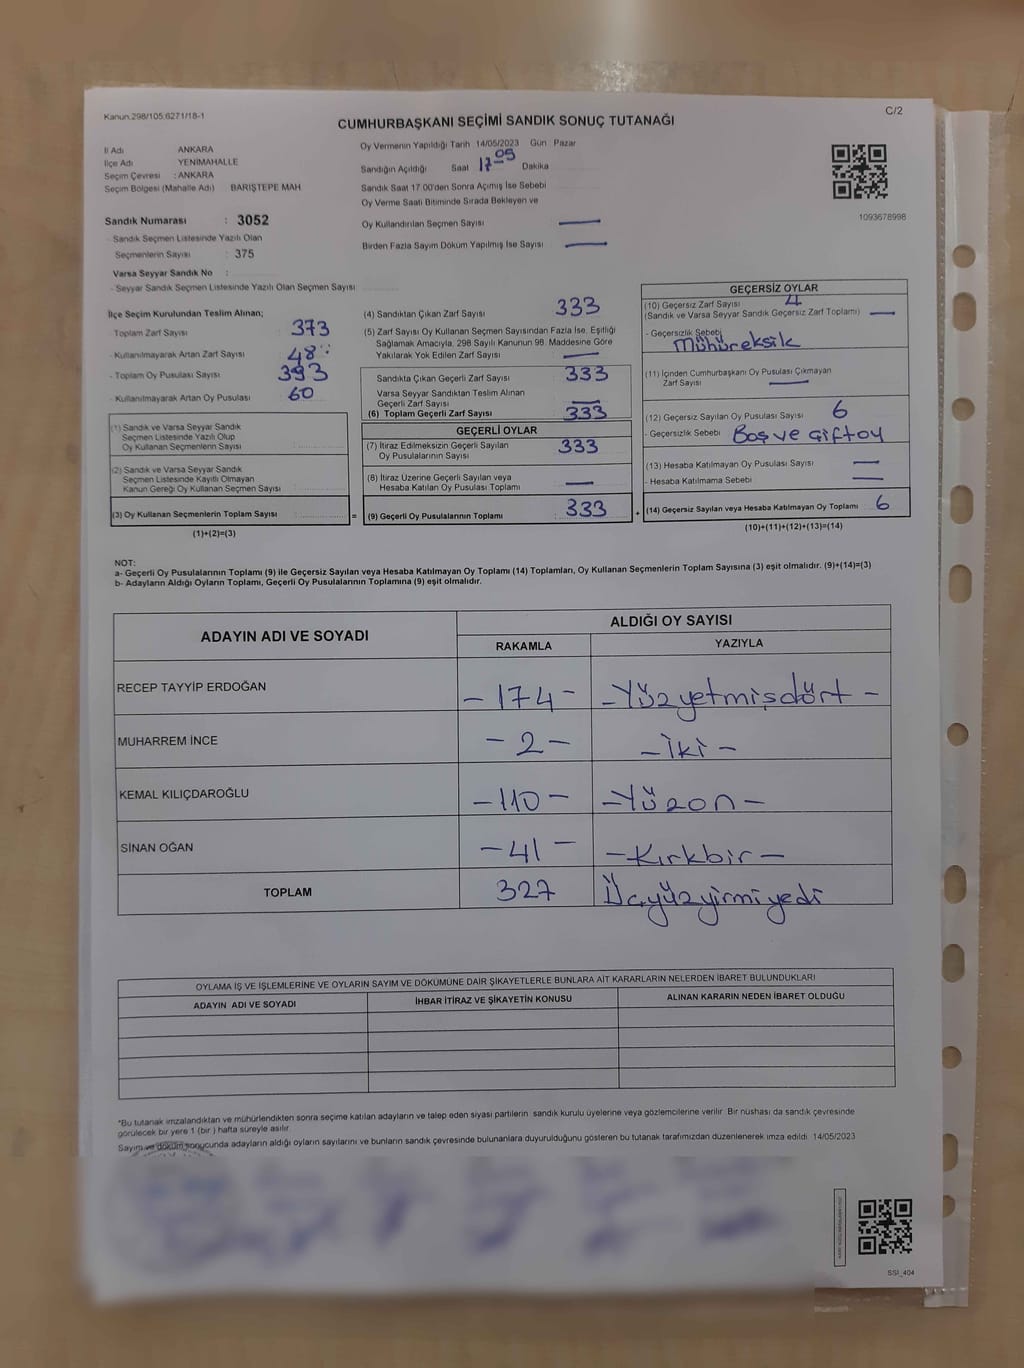 Kanun.298/105:6271/18-1
C/2
CUMHURBAŞKANI SEÇİMİ SANDIK SONUÇ TUTANAĞI
İl Adı ANKARA
İlçe Adı YENİMAHALLE
Seçim Çevresi : ANKARA
Seçim Bölgesi (Mahalle Adı) BARIŞTEPE MAH
Sandık Numarası : 3052
- Sandık Seçmen Listesinde Yazılı Olan
Seçmenlerin Sayısı : 375
Varsa Seyyar Sandık No :
- Seyyar Sandık Seçmen Listesinde Yazılı Olan Seçmen Sayısı
Oy Vermenin Yapıldığı Tarih 14/05/2023 Gün Pazar
Sandığın Açıldığı Saat 17 05 Dakika
Sandık Saat 17.00'den Sonra Açılmış İse Sebebi
Oy Verme Saati Bitiminde Sırada Bekleyen ve
Oy Kullandırılan Seçmen Sayısı —
Birden Fazla Sayım Döküm Yapılmış İse Sayısı —
1093678998
İlçe Seçim Kurulundan Teslim Alınan;
- Toplam Zarf Sayısı 373
- Kullanılmayarak Artan Zarf Sayısı 48
- Toplam Oy Pusulası Sayısı 393
- Kullanılmayarak Artan Oy Pusulası 60
(1) Sandık ve Varsa Seyyar Sandık
Seçmen Listesinde Yazılı Olup
Oy Kullanan Seçmenlerin Sayısı
(2) Sandık ve Varsa Seyyar Sandık
Seçmen Listesinde Kayıtlı Olmayan
Kanun Gereği Oy Kullanan Seçmen Sayısı
(3) Oy Kullanan Seçmenlerin Toplam Sayısı =
(1)+(2)=(3)
(4) Sandıktan Çıkan Zarf Sayısı 333
(5) Zarf Sayısı Oy Kullanan Seçmen Sayısından Fazla İse, Eşitliği
Sağlamak Amacıyla, 298 Sayılı Kanunun 98. Maddesine Göre
Yakılarak Yok Edilen Zarf Sayısı —
Sandıkta Çıkan Geçerli Zarf Sayısı 333
Varsa Seyyar Sandıktan Teslim Alınan
Geçerli Zarf Sayısı —
(6) Toplam Geçerli Zarf Sayısı 333
GEÇERLİ OYLAR
(7) İtiraz Edilmeksizin Geçerli Sayılan
Oy Pusulalarının Sayısı 333
(8) İtiraz Üzerine Geçerli Sayılan veya
Hesaba Katılan Oy Pusulası Toplamı —
(9) Geçerli Oy Pusulalarının Toplamı 333 +
GEÇERSİZ OYLAR
(10) Geçersiz Zarf Sayısı 4
(Sandık ve Varsa Seyyar Sandık Geçersiz Zarf Toplamı) —
- Geçersizlik Sebebi
Mühüreksik
(11) İçinden Cumhurbaşkanı Oy Pusulası Çıkmayan
Zarf Sayısı —
(12) Geçersiz Sayılan Oy Pusulası Sayısı 6
- Geçersizlik Sebebi Boş ve çiftoy
(13) Hesaba Katılmayan Oy Pusulası Sayısı —
- Hesaba Katılmama Sebebi —
(14) Geçersiz Sayılan veya Hesaba Katılmayan Oy Toplamı 6
(10)+(11)+(12)+(13)=(14)
NOT:
a- Geçerli Oy Pusulalarının Toplamı (9) ile Geçersiz Sayılan veya Hesaba Katılmayan Oy Toplamı (14) Toplamları, Oy Kullanan Seçmenlerin Toplam Sayısına (3) eşit olmalıdır. (9)+(14)=(3)
b- Adayların Aldığı Oyların Toplamı, Geçerli Oy Pusulalarının Toplamına (9) eşit olmalıdır.
ADAYIN ADI VE SOYADI ALDIĞI OY SAYISI
RAKAMLA YAZIYLA
RECEP TAYYİP ERDOĞAN – 174 – – Yüzyetmişdört –
MUHARREM İNCE – 2 – – İki –
KEMAL KILIÇDAROĞLU – 110 – – Yüzon –
SİNAN OĞAN – 41 – – Kırkbir –
TOPLAM 327 Üçyüzyirmiyedi
OYLAMA İŞ VE İŞLEMLERİNE VE OYLARIN SAYIM VE DÖKÜMÜNE DAİR ŞİKAYETLERLE BUNLARA AİT KARARLARIN NELERDEN İBARET BULUNDUKLARI
ADAYIN ADI VE SOYADI İHBAR İTİRAZ VE ŞİKAYETİN KONUSU ALINAN KARARIN NEDEN İBARET OLDUĞU
*Bu tutanak imzalandıktan ve mühürlendikten sonra seçime katılan adayların ve talep eden siyasi partilerin sandık kurulu üyelerine veya gözlemcilerine verilir. Bir nüshası da sandık çevresinde
görülecek bir yere 1 (bir ) hafta süreyle asılır.
Sayım ve döküm sonucunda adayların aldığı oyların sayılarını ve bunların sandık çevresinde bulunanlara duyurulduğunu gösteren bu tutanak tarafımızdan düzenlenerek imza edildi. 14/05/2023
SSI_404